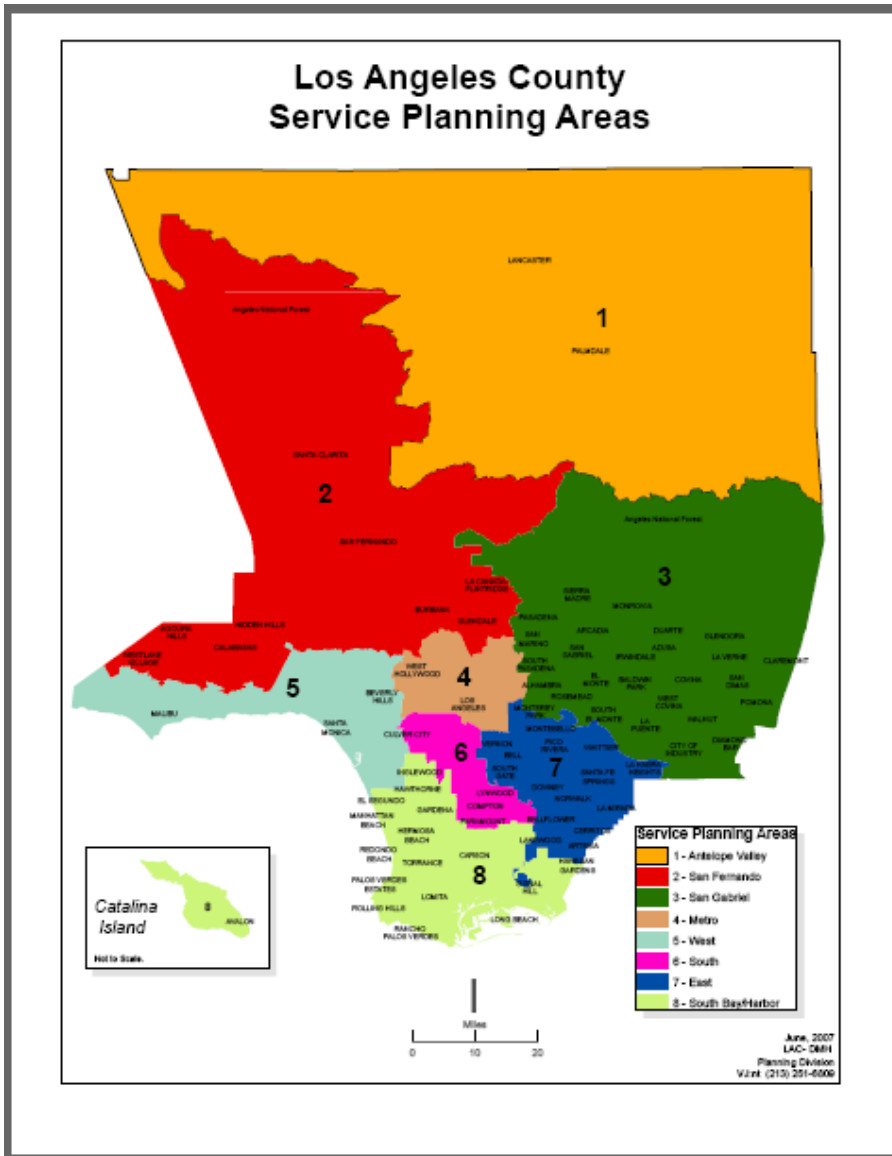 Los Angeles County
Service Planning Areas
LANCASTER
Angeles National Forest
1
PALMDALE
SANTA CLARITA
2
Angeles National Forest
SAN FERNANDO
3
LA CANADA
FLINTRIDGE
SIERRA
MADRE
MONROVIA
BURBANK
GLENDALE
PASADENA
HIDDEN HILLS
AGOURA
HILLS
CALABASAS
WESTLAKE
VILLAGE
SAN
MARINO
ARCADIA
DUARTE
GLENDORA
SAN
GABRIEL
AZUSA
IRWINDALE
LA VERNE
CLAREMONT
SOUTH
PASADENA
WEST
HOLLYWOOD
4
5
EL
MONTE
BALDWIN
PARK
COVINA
SAN
DIMAS
ALHAMBRA
ROSEMEAD
BEVERLY
HILLS
LOS
ANGELES
WEST
COVINA
POMONA
MALIBU
SANTA
MONICA
MONTEREY
PARK
SOUTH
EL MONTE
LA
PUENTE
WALNUT
MONTEBELLO
CULVER CITY
DIAMOND
BAR
CITY OF
INDUSTRY
VERNON
PICO
RIVERA
WHITTIER
6
BELL
7
3
LA HABRA
HEIGHTS
INGLEWOOD
SOUTH
GATE
SANTA FE
SPRINGS
HAWTHORNE
LYNWOOD
DOWNEY
EL SEGUNDO
NORWALK
LA MIRADA
GARDENA
COMPTON
MANHATTAN
BEACH
PARAMOUNT
BELLFLOWER
HERMOSA
BEACH
CERRITOS
LAKEWOOD
ARTESIA
REDONDO
BEACH
TORRANCE
CARSON
HAWAIIAN
GARDENS
8
PALOS VERDES
ESTATES
LOMITA
SIGNAL
HILL
ROLLING HILLS
LONG BEACH
RANCHO
PALOS VERDES
Catalina
Island
8
AVALON
Not to Scale.
Service Planning Areas
1 - Antelope Valley
2 - San Fernando
3 - San Gabriel
4 - Metro
5 - West
6 - South
7 - East
8 - South Bay/Harbor
Miles
0 10 20
June, 2007
LAC- DMH
Planning Division
VJ:nt (213) 251-6809